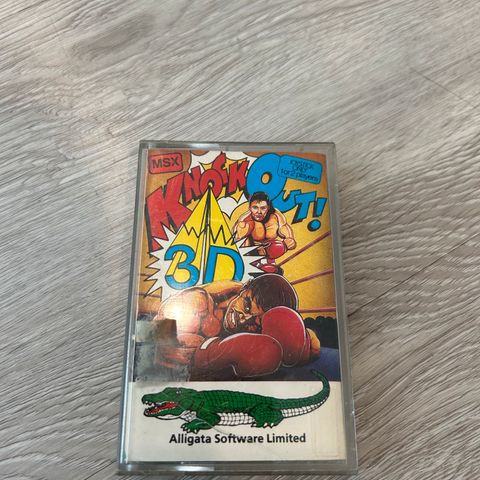 MSX
JOYSTICK
ONLY
for 2 players
KNOCK
OUT!
3D
Alligata Software Limited